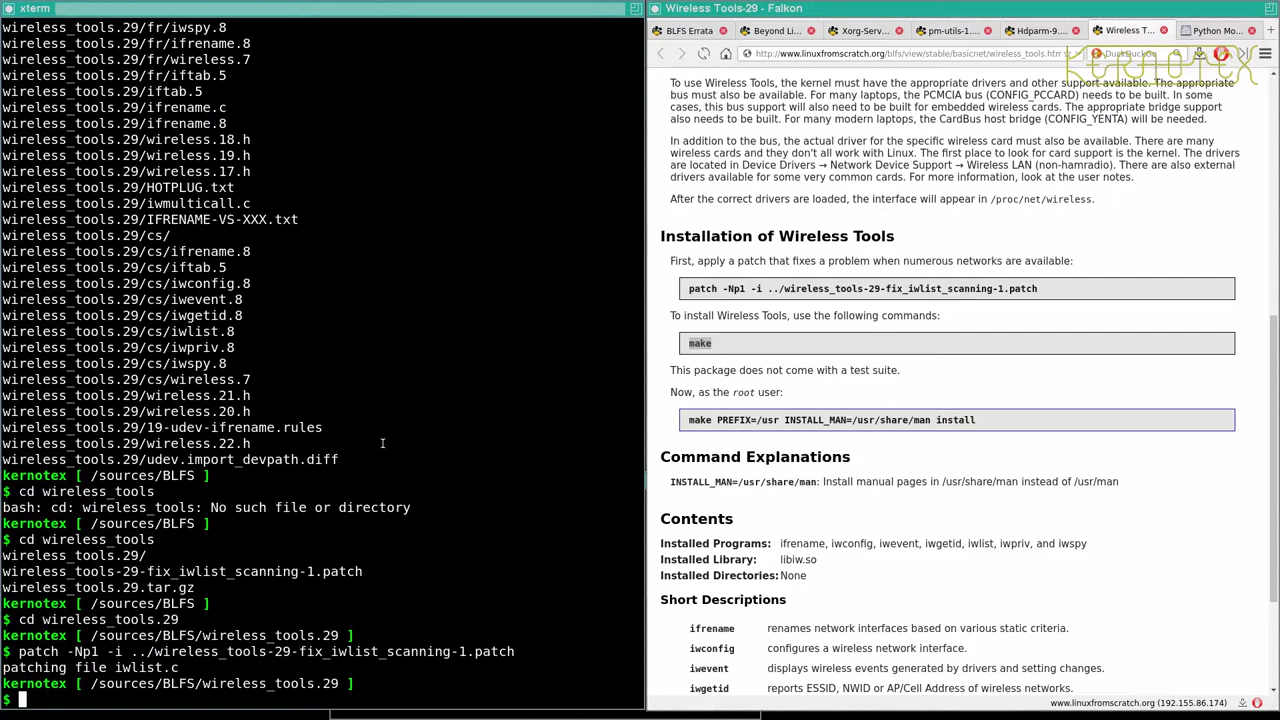 xterm
wireless_tools.29/fr/iwspy.8
wireless_tools.29/fr/ifrename.8
wireless_tools.29/fr/wireless.7
wireless_tools.29/fr/iftab.5
wireless_tools.29/iftab.5
wireless_tools.29/ifrename.c
wireless_tools.29/ifrename.8
wireless_tools.29/wireless.18.h
wireless_tools.29/wireless.19.h
wireless_tools.29/wireless.17.h
wireless_tools.29/HOTPLUG.txt
wireless_tools.29/iwmulticall.c
wireless_tools.29/IFRENAME-VS-XXX.txt
wireless_tools.29/cs/
wireless_tools.29/cs/ifrename.8
wireless_tools.29/cs/iftab.5
wireless_tools.29/cs/iwconfig.8
wireless_tools.29/cs/iwevent.8
wireless_tools.29/cs/iwgetid.8
wireless_tools.29/cs/iwlist.8
wireless_tools.29/cs/iwpriv.8
wireless_tools.29/cs/iwspy.8
wireless_tools.29/cs/wireless.7
wireless_tools.29/wireless.21.h
wireless_tools.29/wireless.20.h
wireless_tools.29/19-udev-ifrename.rules
wireless_tools.29/wireless.22.h
wireless_tools.29/udev.import_devpath.diff
kernotex [ /sources/BLFS ]
$ cd wireless_tools
bash: cd: wireless_tools: No such file or directory
kernotex [ /sources/BLFS ]
$ cd wireless_tools
wireless_tools.29/
wireless_tools-29-fix_iwlist_scanning-1.patch
wireless_tools.29.tar.gz
kernotex [ /sources/BLFS ]
$ cd wireless_tools.29
kernotex [ /sources/BLFS/wireless_tools.29 ]
$ patch -Np1 -i ../wireless_tools-29-fix_iwlist_scanning-1.patch
patching file iwlist.c
kernotex [ /sources/BLFS/wireless_tools.29 ]
$
Wireless Tools-29 - Falkon
BLFS Errata
Beyond Li...
Xorg-Serv...
pm-utils-1...
Hdparm-9....
Wireless T...
Python Mo...
http://www.linuxfromscratch.org/blfs/view/stable/basicnet/wireless_tools.htm
DuckDuckGo
KERNOTEX
To use Wireless Tools, the kernel must have the appropriate drivers and other support available. The appropriate
bus must also be available. For many laptops, the PCMCIA bus (CONFIG_PCCARD) needs to be built. In some
cases, this bus support will also need to be built for embedded wireless cards. The appropriate bridge support
also needs to be built. For many modern laptops, the CardBus host bridge (CONFIG_YENTA) will be needed.
In addition to the bus, the actual driver for the specific wireless card must also be available. There are many
wireless cards and they don't all work with Linux. The first place to look for card support is the kernel. The drivers
are located in Device Drivers → Network Device Support → Wireless LAN (non-hamradio). There are also external
drivers available for some very common cards. For more information, look at the user notes.
After the correct drivers are loaded, the interface will appear in /proc/net/wireless.
Installation of Wireless Tools
First, apply a patch that fixes a problem when numerous networks are available:
patch -Np1 -i ../wireless_tools-29-fix_iwlist_scanning-1.patch
To install Wireless Tools, use the following commands:
make
This package does not come with a test suite.
Now, as the root user:
make PREFIX=/usr INSTALL_MAN=/usr/share/man install
Command Explanations
INSTALL_MAN=/usr/share/man: Install manual pages in /usr/share/man instead of /usr/man
Contents
Installed Programs: ifrename, iwconfig, iwevent, iwgetid, iwlist, iwpriv, and iwspy
Installed Library: libiw.so
Installed Directories: None
Short Descriptions
ifrename renames network interfaces based on various static criteria.
iwconfig configures a wireless network interface.
iwevent displays wireless events generated by drivers and setting changes.
iwgetid reports ESSID, NWID or AP/Cell Address of wireless networks.
www.linuxfromscratch.org (192.155.86.174)